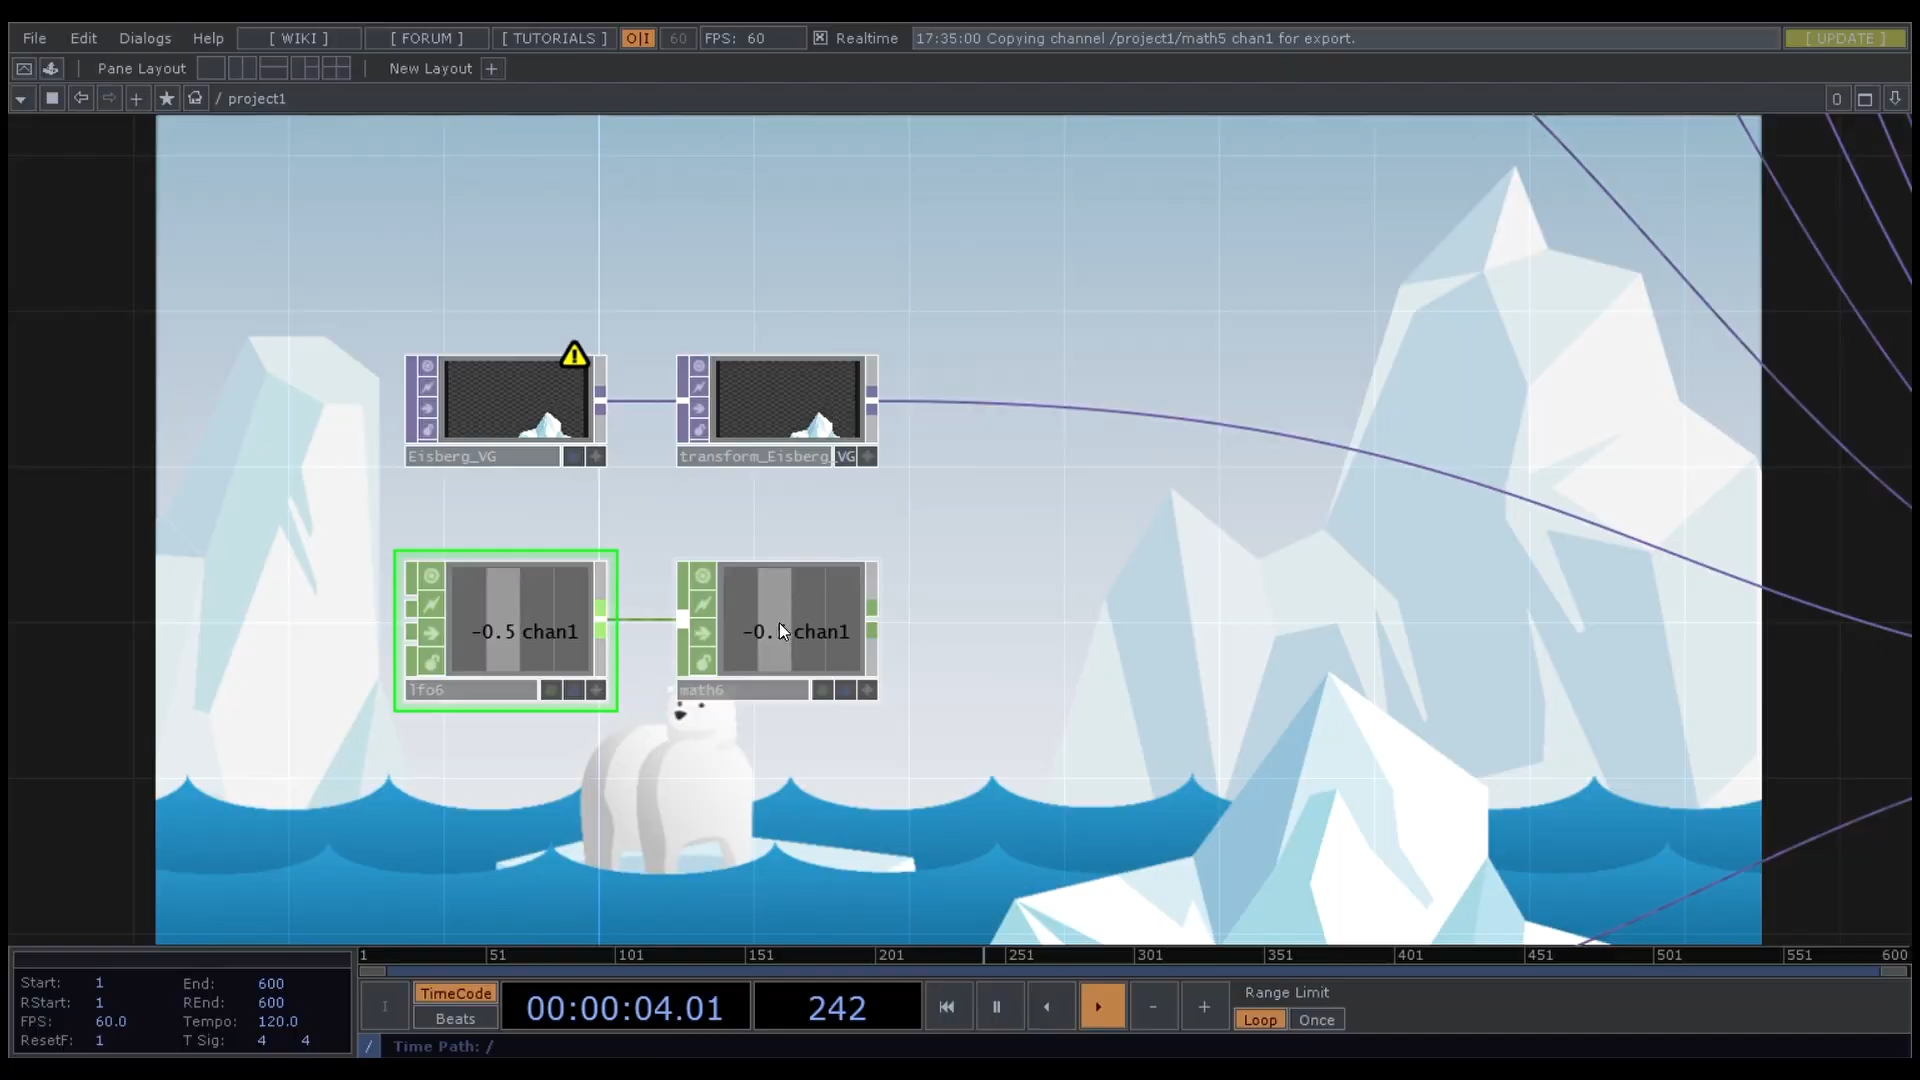 File Edit Dialogs Help [ WIKI ] [ FORUM ] [ TUTORIALS ] O|I 60 FPS: 60 Realtime 17:35:00 Copying channel /project1/math5 chan1 for export. [ UPDATE ]
Pane Layout New Layout +
/ project1 0
Eisberg_VG transform_Eisberg_VG
-0.5 chan1 chan1
lfo6 math6
1 51 101 151 201 251 301 351 401 451 501 551 600
Start: 1 End: 600
RStart: 1 REnd: 600
FPS: 60.0 Tempo: 120.0
ResetF: 1 T Sig: 4 4
TimeCode
Beats
00:00:04.01 242
Range Limit
Loop Once
/ Time Path: /